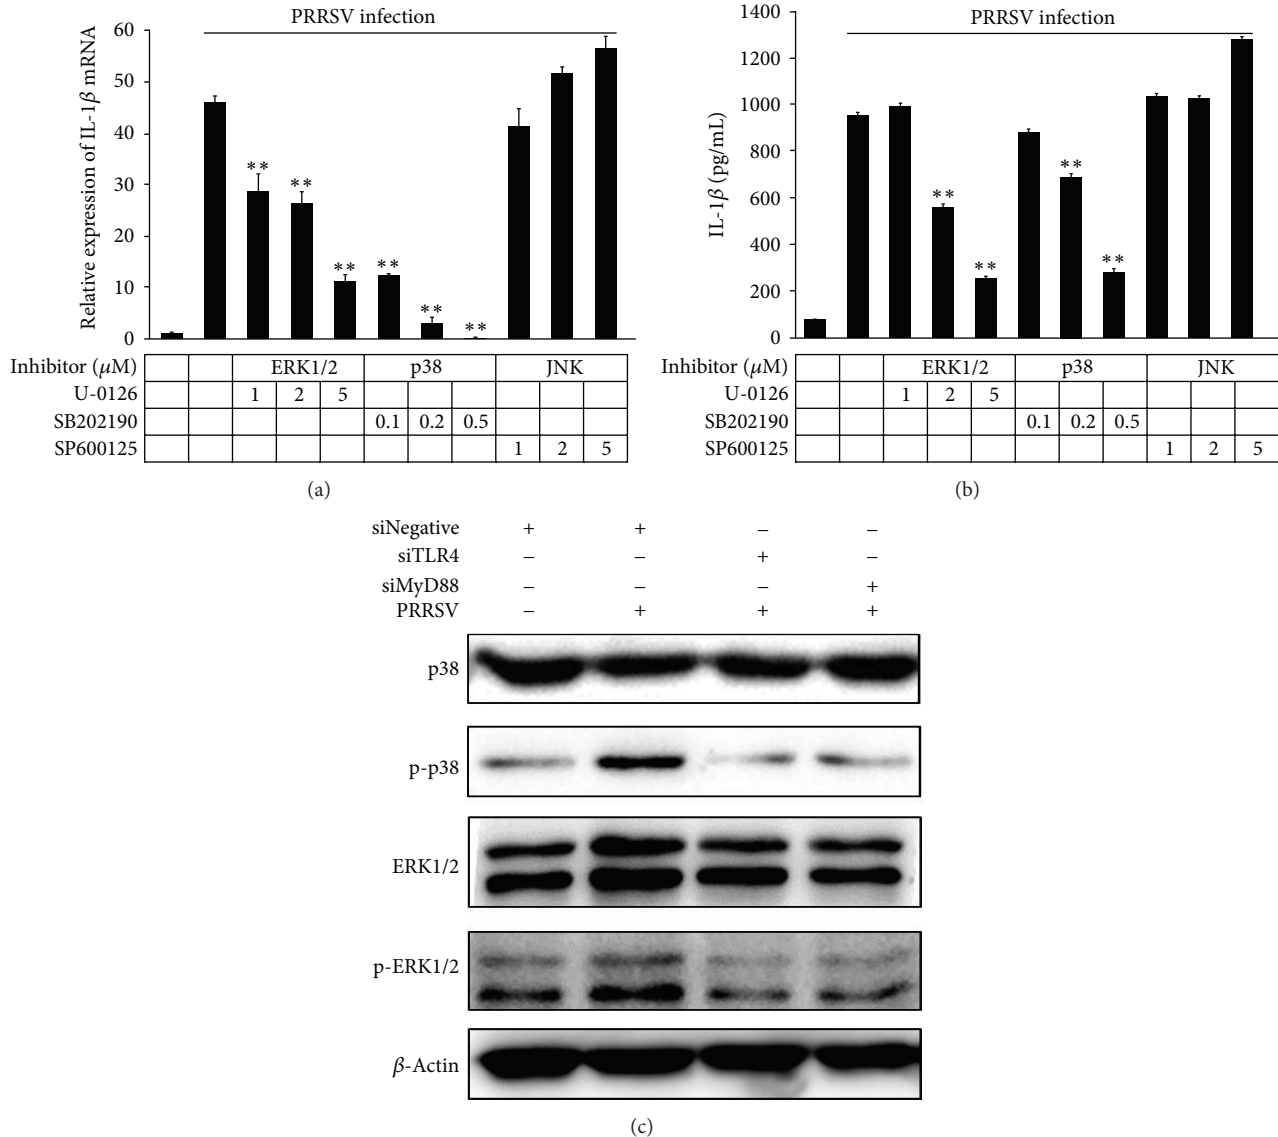 PRRSV infection
Relative expression of IL-1β mRNA
60
50
40
30
20
10
0
** ** ** ** ** **
Inhibitor (μM) ERK1/2 p38 JNK
U-0126 1 2 5
SB202190 0.1 0.2 0.5
SP600125 1 2 5
(a)
PRRSV infection
IL-1β (pg/mL)
1400
1200
1000
800
600
400
200
0
** ** ** **
Inhibitor (μM) ERK1/2 p38 JNK
U-0126 1 2 5
SB202190 0.1 0.2 0.5
SP600125 1 2 5
(b)
siNegative + + − −
siTLR4 − − + −
siMyD88 − − − +
PRRSV − + + +
p38
p-p38
ERK1/2
p-ERK1/2
β-Actin
(c)